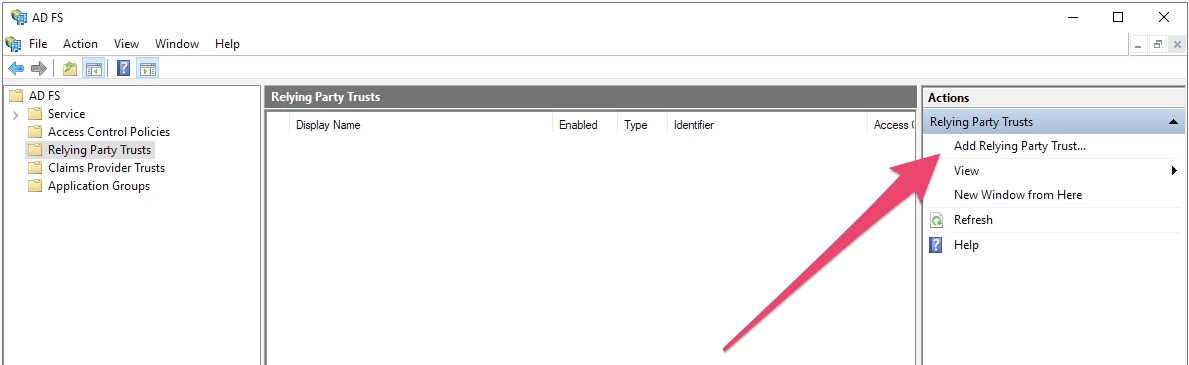 AD FS
File Action View Window Help
AD FS
Service
Access Control Policies
Relying Party Trusts
Claims Provider Trusts
Application Groups
Relying Party Trusts
Display Name Enabled Type Identifier Access C
Actions
Relying Party Trusts
Add Relying Party Trust...
View
New Window from Here
Refresh
Help